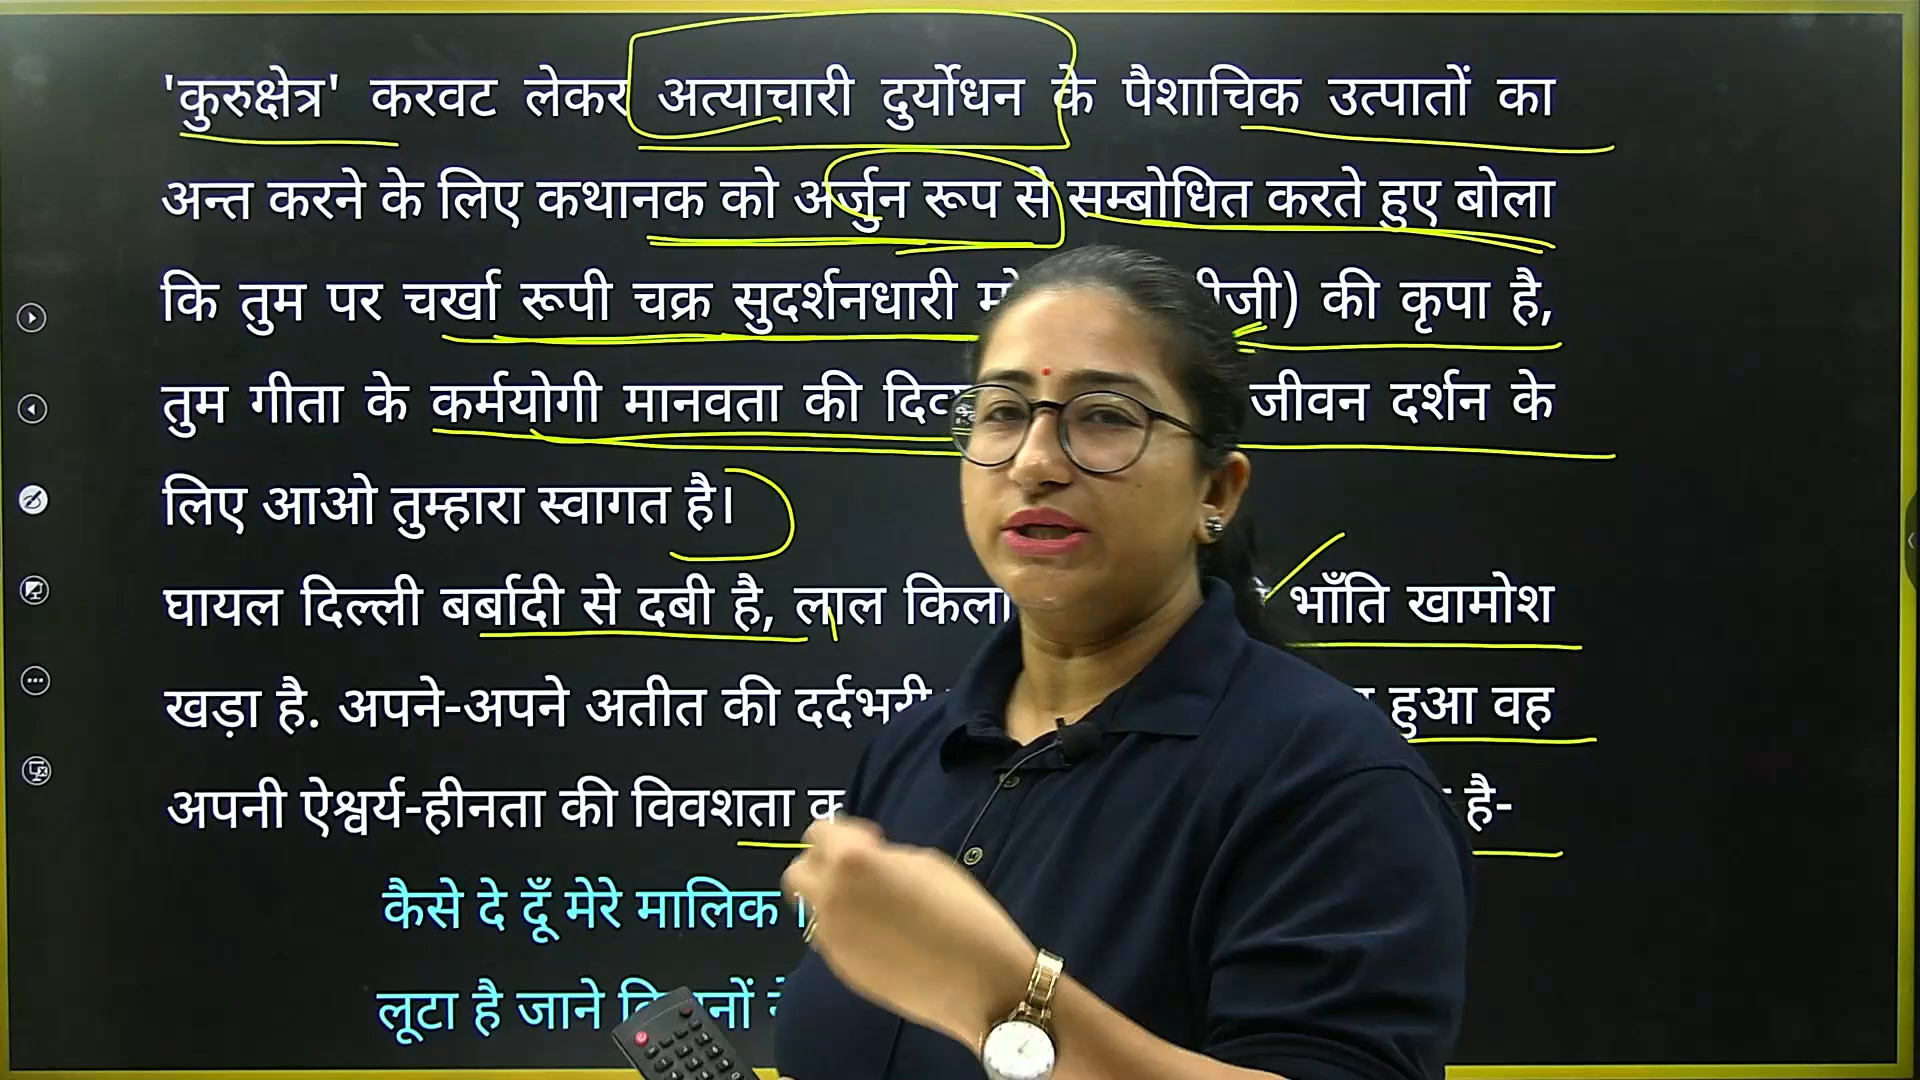 'कुरुक्षेत्र' करवट लेकर अत्याचारी दुर्योधन के पैशाचिक उत्पातों का
अन्त करने के लिए कथानक को अर्जुन रूप से सम्बोधित करते हुए बोला
कि तुम पर चर्खा रूपी चक्र सुदर्शनधारी की कृपा है,
तुम गीता के कर्मयोगी मानवता की जीवन दर्शन के
लिए आओ तुम्हारा स्वागत है।
घायल दिल्ली बर्बादी से दबी है, लाल किला भाँति खामोश
खड़ा है. अपने-अपने अतीत की दर्दभरी हुआ वह
अपनी ऐश्वर्य-हीनता की विवशता है-
कैसे दे दूँ मेरे मालिक
लूटा है जाने